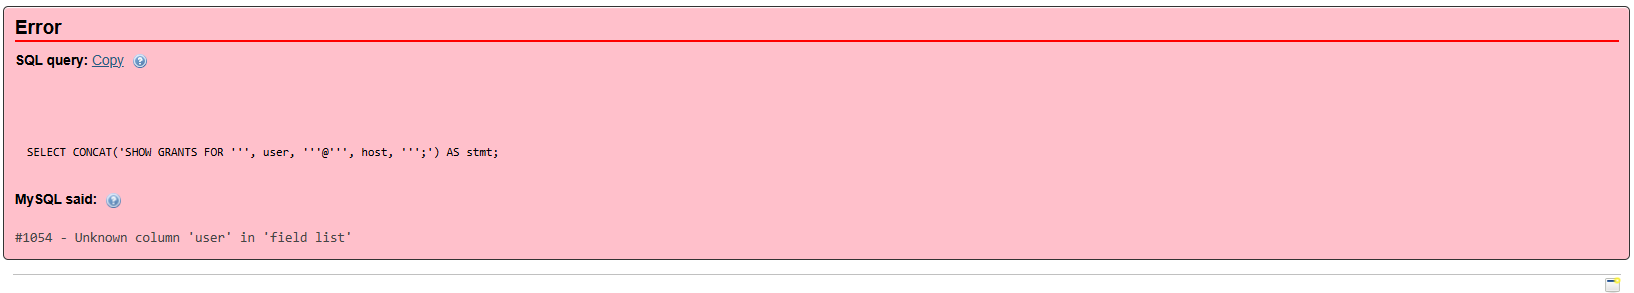 Error
SQL query: Copy
SELECT CONCAT('SHOW GRANTS FOR ''', user, '''@''', host, ''';') AS stmt;
MySQL said:
#1054 - Unknown column 'user' in 'field list'